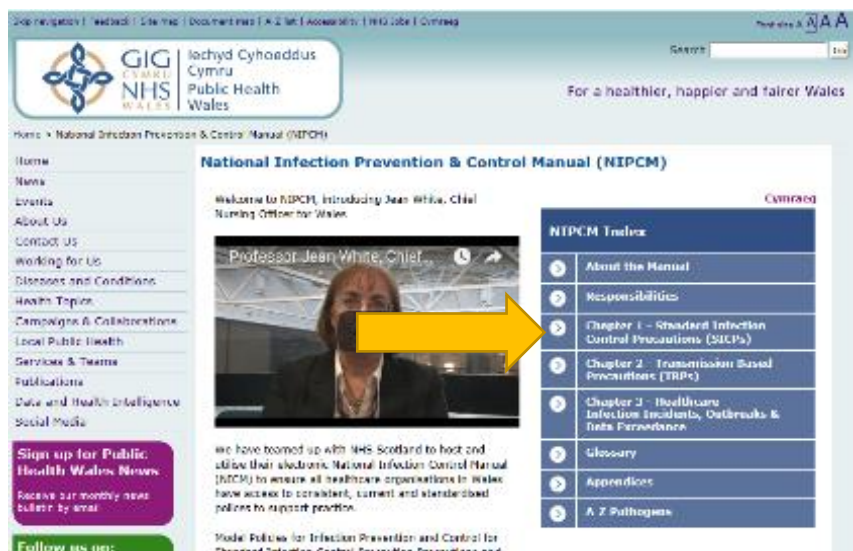 Skip navigation | Feedback | Site map | Document map | A-Z list | Accessibility | NHS Jobs | Cymraeg
A A A
GIG
CYMRU
NHS
WALES
Iechyd Cyhoeddus
Cymru
Public Health
Wales
Search
For a healthier, happier and fairer Wales
Home > National Infection Prevention & Control Manual (NIPCM)
Home
News
Events
About Us
Contact Us
Working for Us
Diseases and Conditions
Health Topics
Campaigns & Collaborations
Local Public Health
Services & Teams
Publications
Data and Health Intelligence
Social Media
Sign up for Public
Health Wales News
Receive our monthly news
bulletin by email
Follow us on:
National Infection Prevention & Control Manual (NIPCM)
Welcome to NIPCM, introducing Jean White, Chief
Nursing Officer for Wales
Professor Jean White, Chief...
We have teamed up with NHS Scotland to host and
utilise their electronic National Infection Control Manual
(NICM) to ensure all healthcare organisations in Wales
have access to consistent, current and standardised
polices to support practice.
Model Policies for Infection Prevention and Control for
Cymraeg
NIPCM Index
About the Manual
Responsibilities
Chapter 1 - Standard Infection
Control Precautions (SICPs)
Chapter 2 - Transmission Based
Precautions (TBPs)
Chapter 3 - Healthcare
Infection Incidents, Outbreaks &
Data Exceedance
Glossary
Appendices
A-Z Pathogens